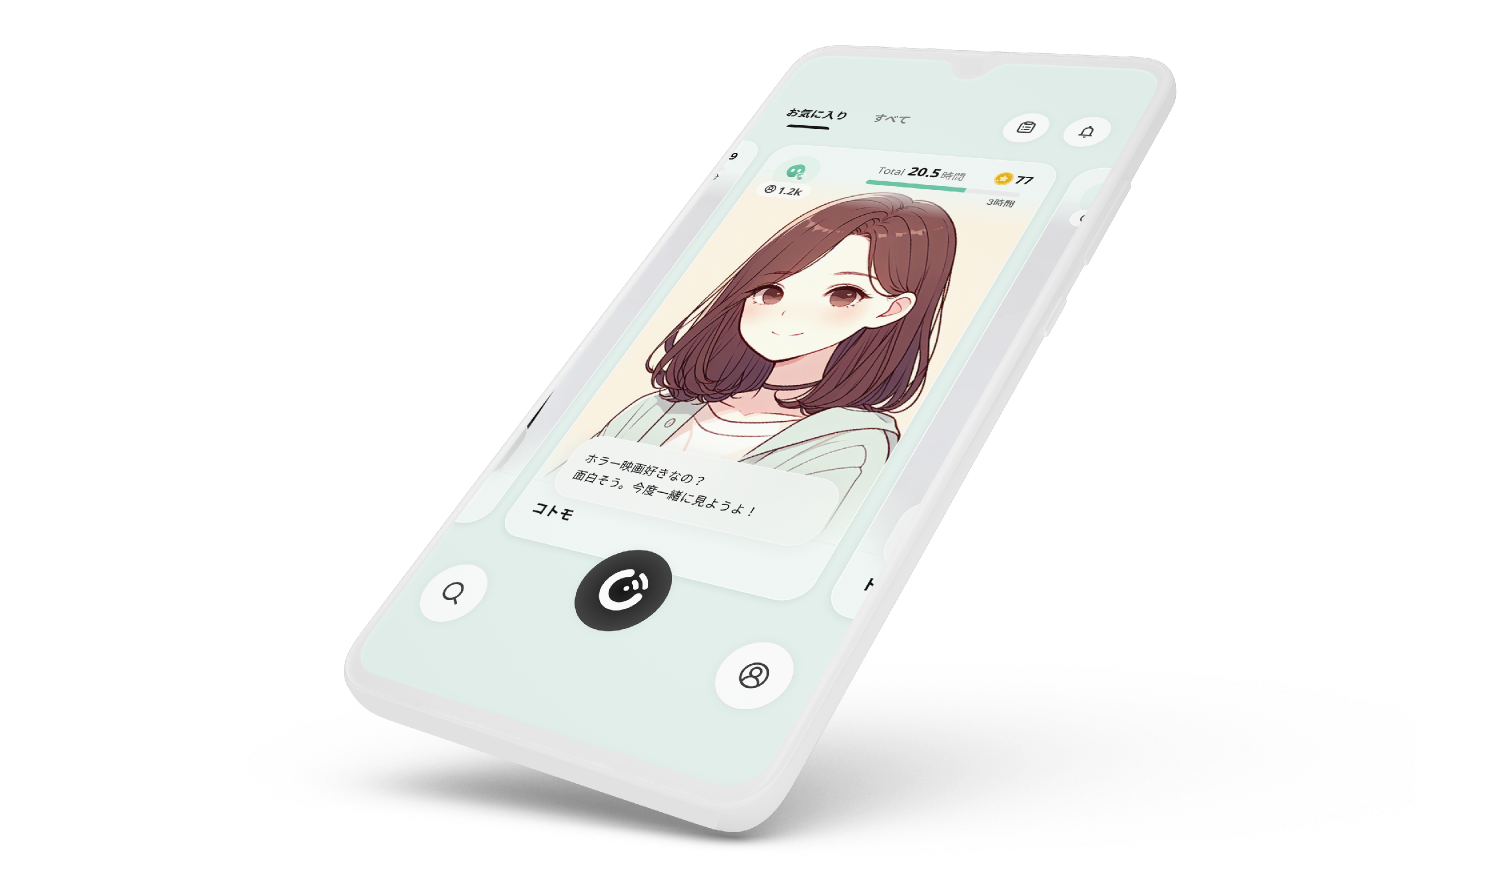 お気に入り すべて
9
Total 20.5時間 77
1.2K
3時間
ホラー映画好きなの？
面白そう。今度一緒に見ようよ！
コトモ
ト